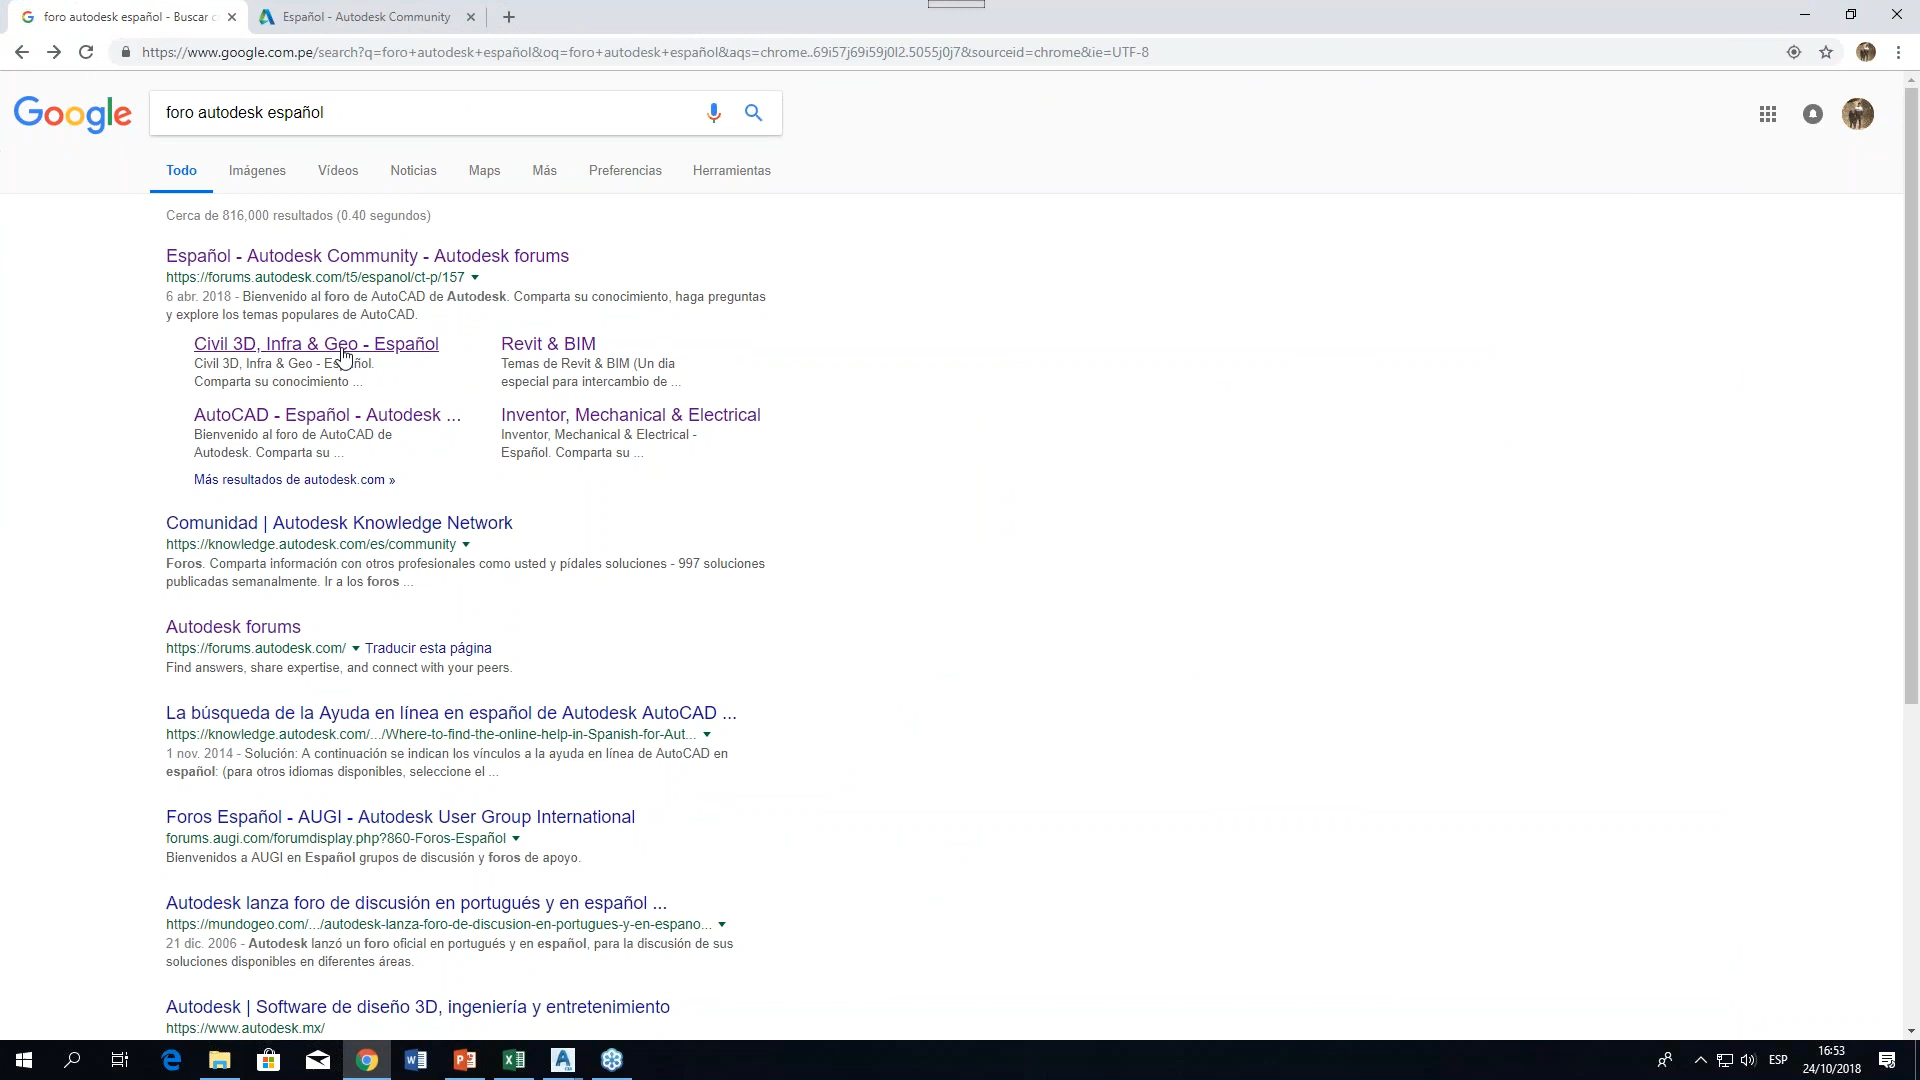 foro autodesk español - Buscar c
Español - Autodesk Community
https://www.google.com.pe/search?q=foro+autodesk+español&oq=foro+autodesk+español&aqs=chrome..69i57j69i59j0l2.5055j0j7&sourceid=chrome&ie=UTF-8
Google
foro autodesk español
Todo Imágenes Vídeos Noticias Maps Más Preferencias Herramientas
Cerca de 816,000 resultados (0.40 segundos)
Español - Autodesk Community - Autodesk forums
https://forums.autodesk.com/t5/espanol/ct-p/157
6 abr. 2018 - Bienvenido al foro de AutoCAD de Autodesk. Comparta su conocimiento, haga preguntas
y explore los temas populares de AutoCAD.
Civil 3D, Infra & Geo - Español
Civil 3D, Infra & Geo - Español.
Comparta su conocimiento ...
Revit & BIM
Temas de Revit & BIM (Un dia
especial para intercambio de ...
AutoCAD - Español - Autodesk ...
Bienvenido al foro de AutoCAD de
Autodesk. Comparta su ...
Inventor, Mechanical & Electrical
Inventor, Mechanical & Electrical -
Español. Comparta su ...
Más resultados de autodesk.com »
Comunidad | Autodesk Knowledge Network
https://knowledge.autodesk.com/es/community
Foros. Comparta información con otros profesionales como usted y pídales soluciones - 997 soluciones
publicadas semanalmente. Ir a los foros ...
Autodesk forums
https://forums.autodesk.com/ Traducir esta página
Find answers, share expertise, and connect with your peers.
La búsqueda de la Ayuda en línea en español de Autodesk AutoCAD ...
https://knowledge.autodesk.com/.../Where-to-find-the-online-help-in-Spanish-for-Aut...
1 nov. 2014 - Solución: A continuación se indican los vínculos a la ayuda en línea de AutoCAD en
español: (para otros idiomas disponibles, seleccione el ...
Foros Español - AUGI - Autodesk User Group International
forums.augi.com/forumdisplay.php?860-Foros-Español
Bienvenidos a AUGI en Español grupos de discusión y foros de apoyo.
Autodesk lanza foro de discusión en portugués y en español ...
https://mundogeo.com/.../autodesk-lanza-foro-de-discusion-en-portugues-y-en-espano...
21 dic. 2006 - Autodesk lanzó un foro oficial en portugués y en español, para la discusión de sus
soluciones disponibles en diferentes áreas.
Autodesk | Software de diseño 3D, ingeniería y entretenimiento
https://www.autodesk.mx/
ESP
16:53
24/10/2018